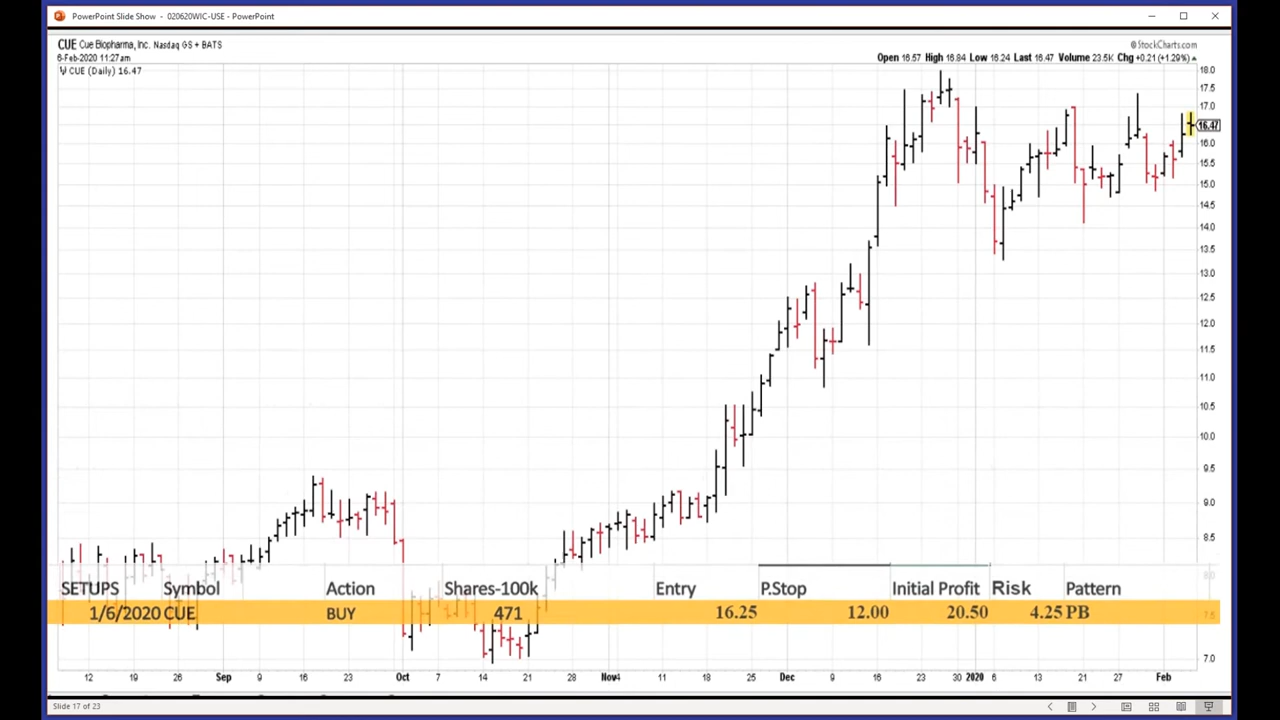 PowerPoint Slide Show - 020620WIC-USE - PowerPoint
CUE Cue Biopharma, Inc. Nasdaq GS + BATS
©StockCharts.com
6-Feb-2020 11:27am
Open 16.57 High 16.84 Low 16.24 Last 16.47 Volume 23.5K Chg +0.21 (+1.29%)
CUE (Daily) 16.47
18.0
17.5
17.0
16.47
16.0
15.5
15.0
14.5
14.0
13.5
13.0
12.5
12.0
11.5
11.0
10.5
10.0
9.5
9.0
8.5
8.0
SETUPS Symbol Action Shares-100k Entry P.Stop Initial Profit Risk Pattern
1/6/2020 CUE BUY 471 16.25 12.00 20.50 4.25 PB
7.5
7.0
12 19 26 Sep 9 16 23 Oct 7 14 21 28 Nov 4 11 18 25 Dec 9 16 23 30 2020 6 13 21 27 Feb
Slide 17 of 23